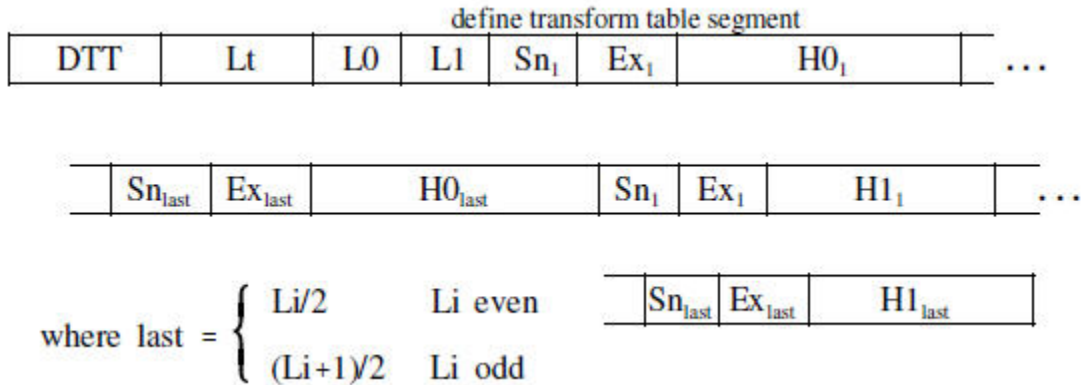 define transform table segment
DTT Lt L0 L1 Sn₁ Ex₁ H0₁ ...
Snlast Exlast H0last Sn₁ Ex₁ H1₁ ...
Snlast Exlast H1last
where last = { Li/2 Li even
(Li+1)/2 Li odd